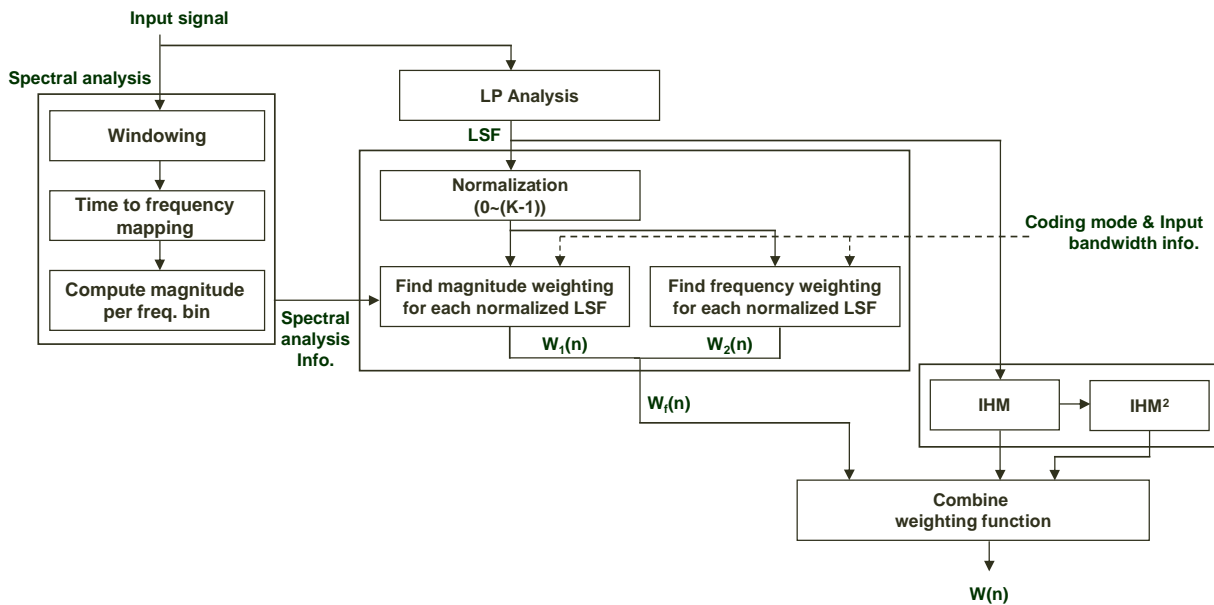 Input signal
Spectral analysis
LP Analysis
Windowing
LSF
Normalization
(0~(K-1))
Time to frequency
mapping
Coding mode & Input
bandwidth info.
Compute magnitude
per freq. bin
Find magnitude weighting
for each normalized LSF
Find frequency weighting
for each normalized LSF
Spectral
analysis
Info.
W₁(n)
W₂(n)
W_f(n)
IHM
IHM²
Combine
weighting function
W(n)